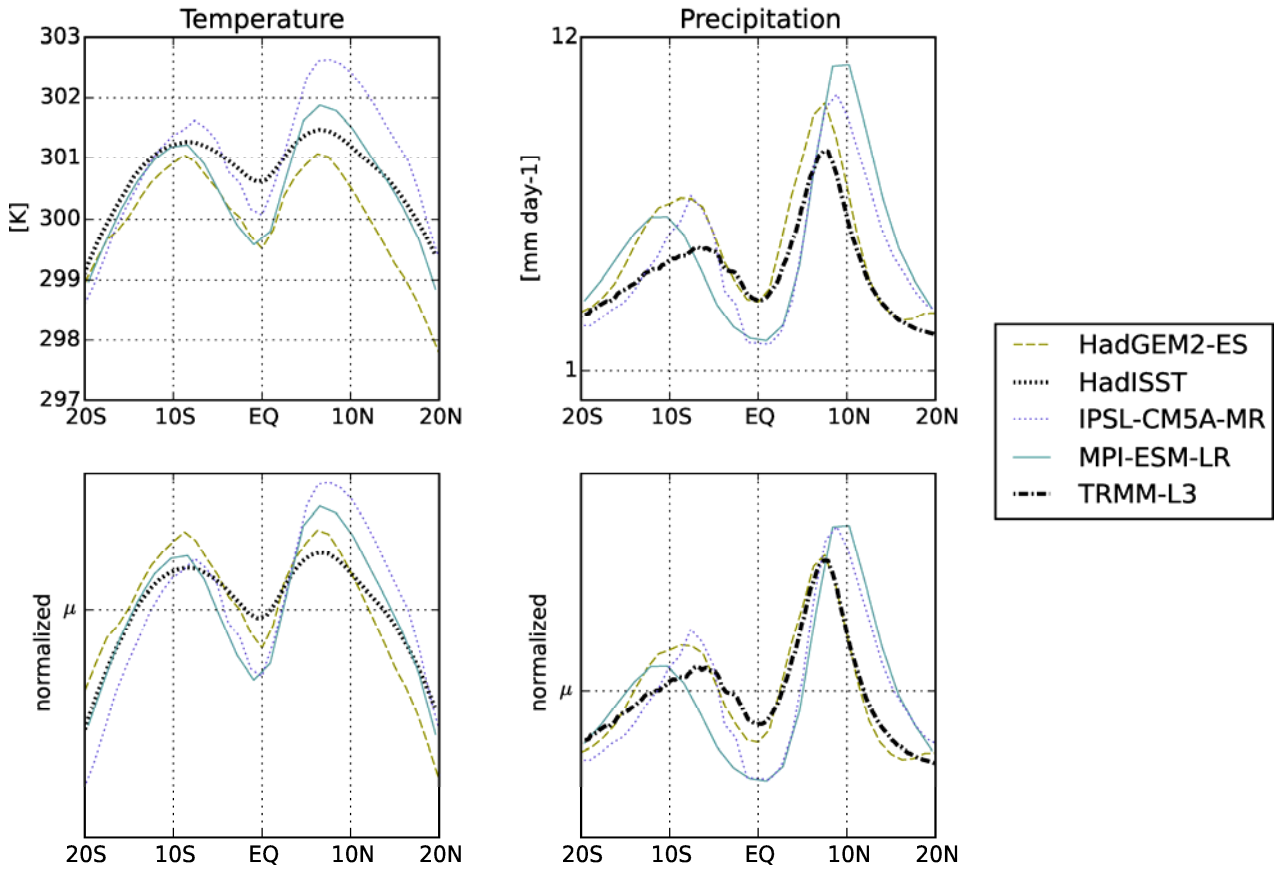 Temperature
Precipitation
303
302
301
300
299
298
297
[K]
20S 10S EQ 10N 20N
12
1
[mm day-1]
20S 10S EQ 10N 20N
HadGEM2-ES
HadISST
IPSL-CM5A-MR
MPI-ESM-LR
TRMM-L3
normalized
μ
20S 10S EQ 10N 20N
normalized
μ
20S 10S EQ 10N 20N